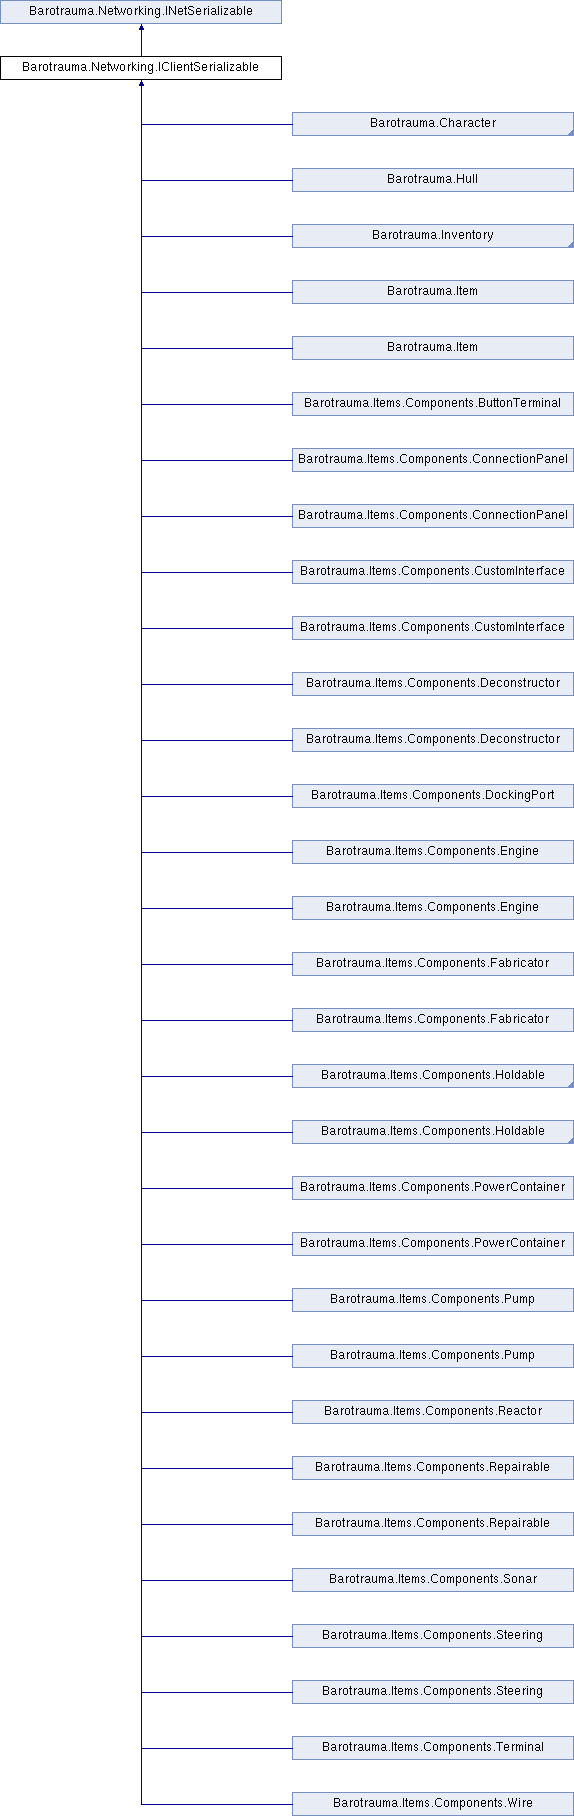 Barotrauma.Networking.INetSerializable
Barotrauma.Networking.IClientSerializable
Barotrauma.Character
Barotrauma.Hull
Barotrauma.Inventory
Barotrauma.Item
Barotrauma.Item
Barotrauma.Items.Components.ButtonTerminal
Barotrauma.Items.Components.ConnectionPanel
Barotrauma.Items.Components.ConnectionPanel
Barotrauma.Items.Components.CustomInterface
Barotrauma.Items.Components.CustomInterface
Barotrauma.Items.Components.Deconstructor
Barotrauma.Items.Components.Deconstructor
Barotrauma.Items.Components.DockingPort
Barotrauma.Items.Components.Engine
Barotrauma.Items.Components.Engine
Barotrauma.Items.Components.Fabricator
Barotrauma.Items.Components.Fabricator
Barotrauma.Items.Components.Holdable
Barotrauma.Items.Components.Holdable
Barotrauma.Items.Components.PowerContainer
Barotrauma.Items.Components.PowerContainer
Barotrauma.Items.Components.Pump
Barotrauma.Items.Components.Pump
Barotrauma.Items.Components.Reactor
Barotrauma.Items.Components.Repairable
Barotrauma.Items.Components.Repairable
Barotrauma.Items.Components.Sonar
Barotrauma.Items.Components.Steering
Barotrauma.Items.Components.Steering
Barotrauma.Items.Components.Terminal
Barotrauma.Items.Components.Wire